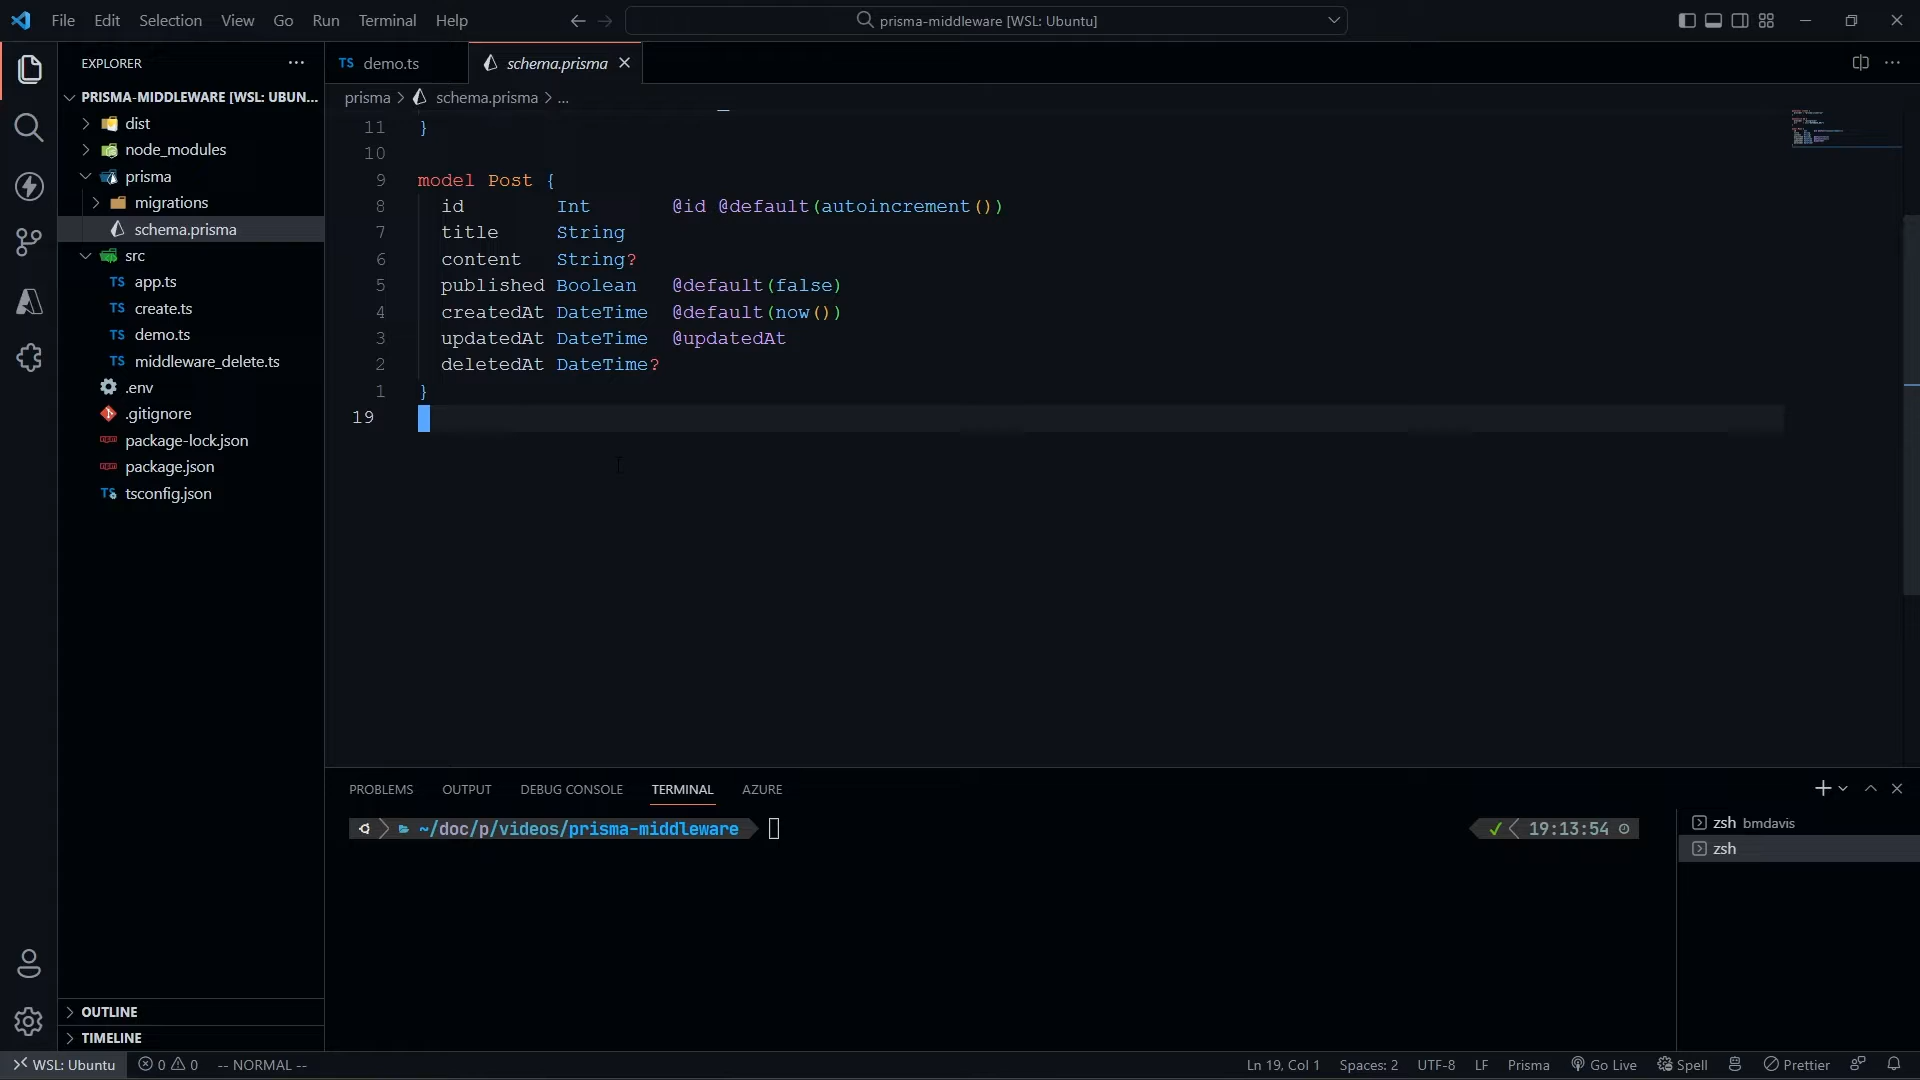 File Edit Selection View Go Run Terminal Help
prisma-middleware [WSL: Ubuntu]
EXPLORER
PRISMA-MIDDLEWARE [WSL: UBUN...
dist
node_modules
prisma
migrations
schema.prisma
src
app.ts
create.ts
demo.ts
middleware_delete.ts
.env
.gitignore
package-lock.json
package.json
tsconfig.json
OUTLINE
TIMELINE
TS demo.ts
schema.prisma
prisma > schema.prisma > ...
11 }
10
9 model Post {
8 id Int @id @default(autoincrement())
7 title String
6 content String?
5 published Boolean @default(false)
4 createdAt DateTime @default(now())
3 updatedAt DateTime @updatedAt
2 deletedAt DateTime?
1 }
19
PROBLEMS OUTPUT DEBUG CONSOLE TERMINAL AZURE
~/doc/p/videos/prisma-middleware
19:13:54
zsh bmdavis
zsh
WSL: Ubuntu 0 0 -- NORMAL --
Ln 19, Col 1 Spaces: 2 UTF-8 LF Prisma Go Live Spell Prettier